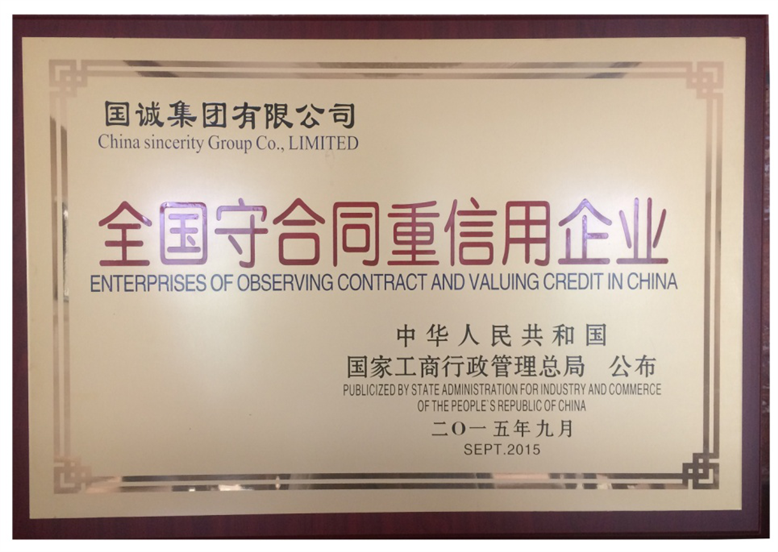 国诚集团有限公司
China sincerity Group Co., LIMITED
全国守合同重信用企业
ENTERPRISES OF OBSERVING CONTRACT AND VALUING CREDIT IN CHINA
中华人民共和国
国家工商行政管理总局 公布
PUBLICIZED BY STATE ADMINISTRATION FOR INDUSTRY AND COMMERCE
OF THE PEOPLE'S REPUBLIC OF CHINA
二〇一五年九月
SEPT.2015